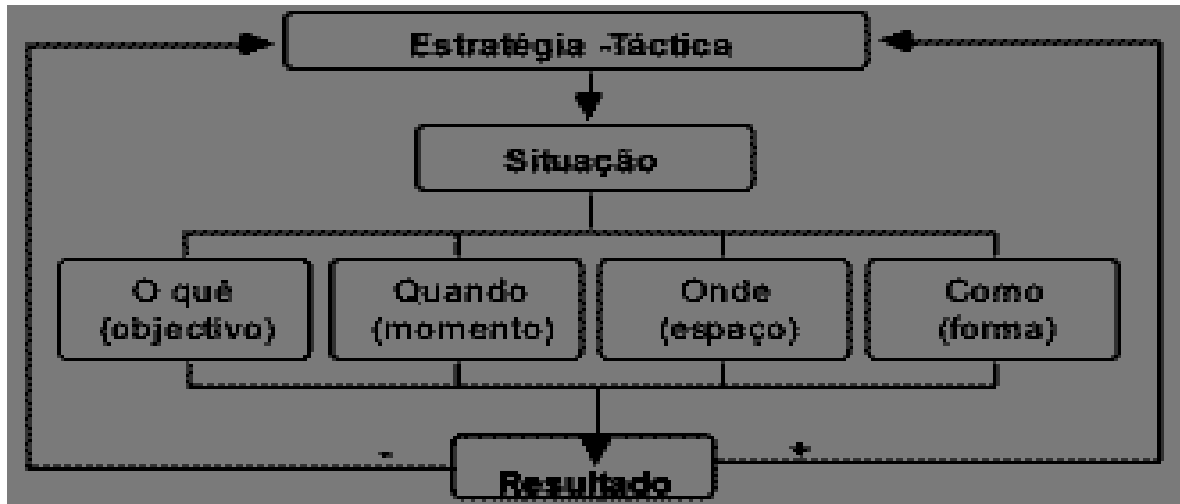 Estratégia -Táctica
Situação
O quê
(objectivo)
Quando
(momento)
Onde
(espaço)
Como
(forma)
-
+
Resultado